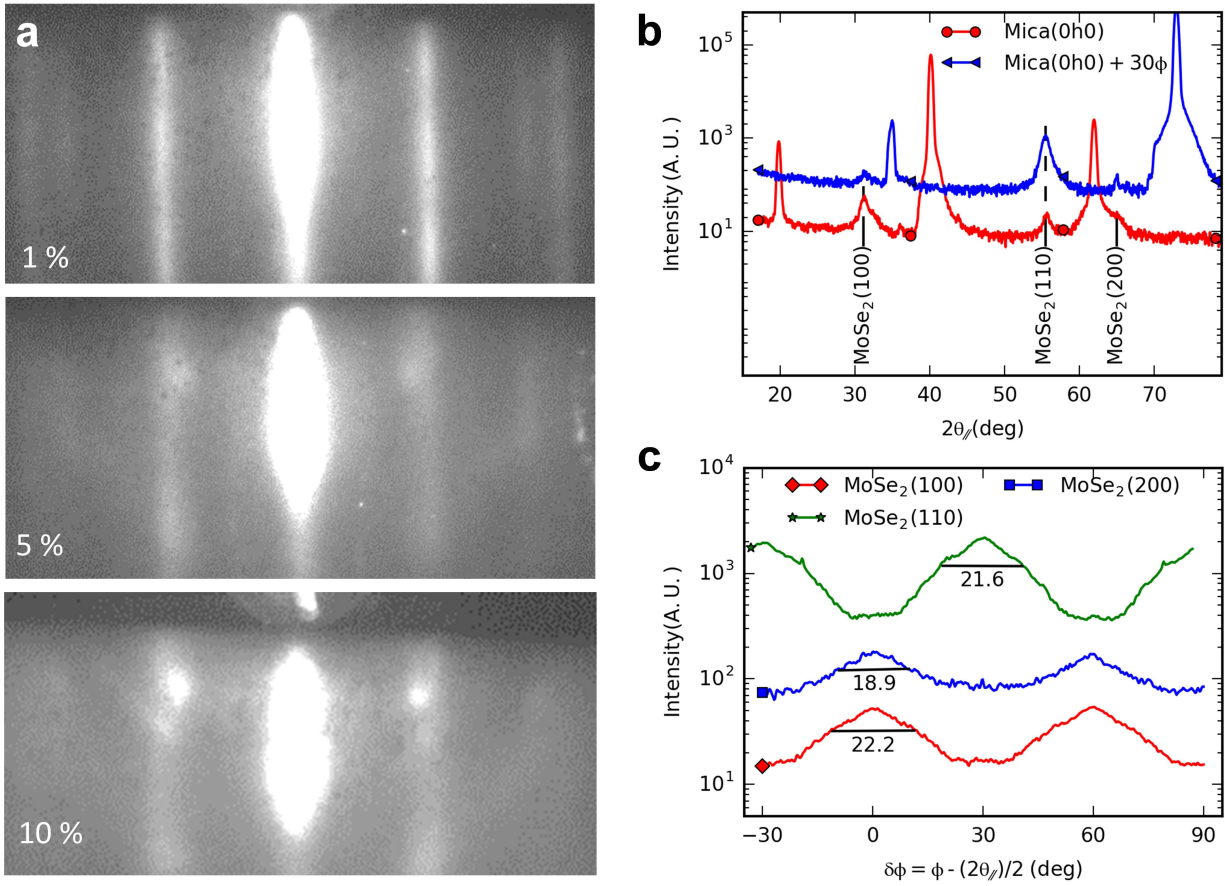 a
1 %
5 %
10 %
b
Mica(0h0)
Mica(0h0) + 30ϕ
10⁵
10³
10¹
Intensity(A. U.)
MoSe₂(100)
MoSe₂(110)
MoSe₂(200)
20 30 40 50 60 70
2θ⫽(deg)
c
MoSe₂(100)
MoSe₂(200)
MoSe₂(110)
10⁴
10³
10²
10¹
Intensity(A. U.)
21.6
18.9
22.2
−30 0 30 60 90
δϕ = ϕ - (2θ⫽)/2 (deg)